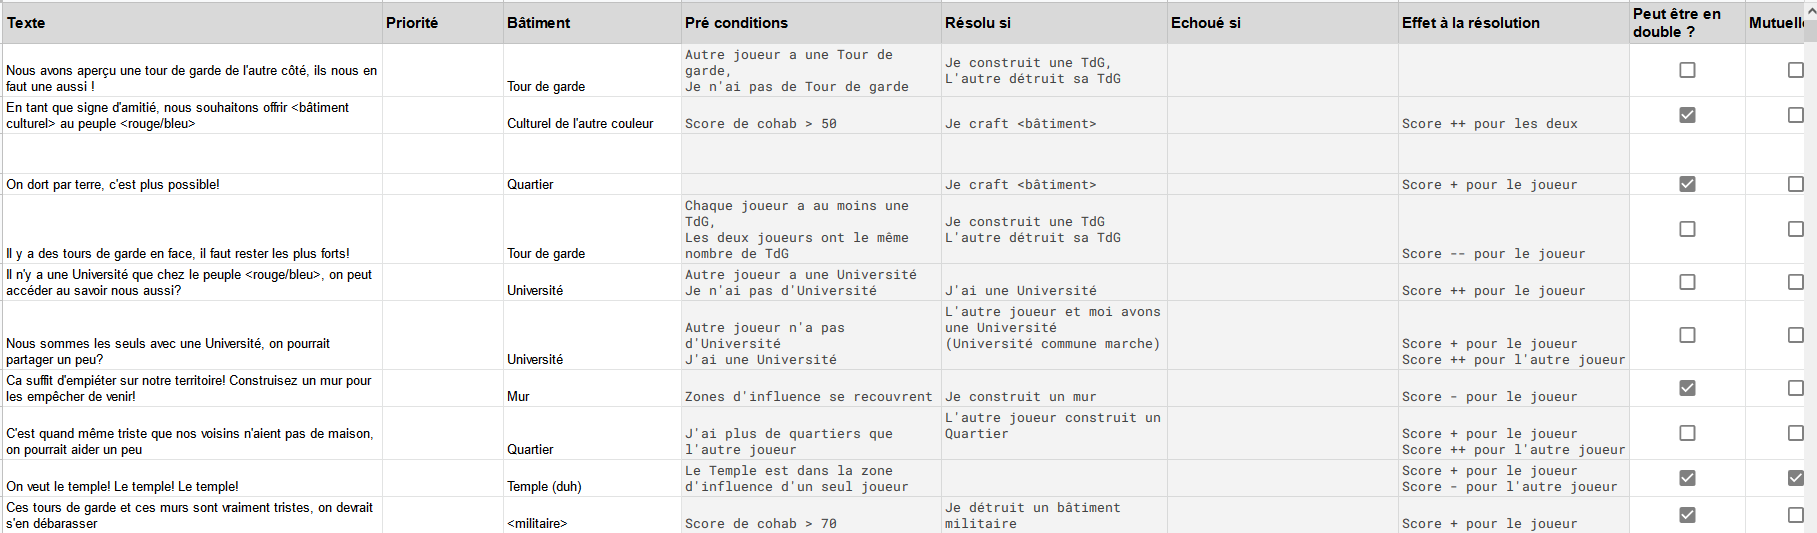 Texte Priorité Bâtiment Pré conditions Résolu si Echoué si Effet à la résolution Peut être en double ? Mutuelle
Nous avons aperçu une tour de garde de l'autre côté, ils nous en
faut une aussi !
Tour de garde
Autre joueur a une Tour de
garde,
Je n'ai pas de Tour de garde
Je construit une TdG,
L'autre détruit sa TdG
En tant que signe d'amitié, nous souhaitons offrir <bâtiment
culturel> au peuple <rouge/bleu>
Culturel de l'autre couleur
Score de cohab > 50
Je craft <bâtiment>
Score ++ pour les deux
On dort par terre, c'est plus possible!
Quartier
Je craft <bâtiment>
Score + pour le joueur
Il y a des tours de garde en face, il faut rester les plus forts!
Tour de garde
Chaque joueur a au moins une
TdG,
Les deux joueurs ont le même
nombre de TdG
Je construit une TdG
L'autre détruit sa TdG
Score -- pour le joueur
Il n'y a une Université que chez le peuple <rouge/bleu>, on peut
accéder au savoir nous aussi?
Université
Autre joueur a une Université
Je n'ai pas d'Université
J'ai une Université
Score ++ pour le joueur
Nous sommes les seuls avec une Université, on pourrait
partager un peu?
Université
Autre joueur n'a pas
d'Université
J'ai une Université
L'autre joueur et moi avons
une Université
(Université commune marche)
Score + pour le joueur
Score ++ pour l'autre joueur
Ca suffit d'empiéter sur notre territoire! Construisez un mur pour
les empêcher de venir!
Mur
Zones d'influence se recouvrent
Je construit un mur
Score - pour le joueur
C'est quand même triste que nos voisins n'aient pas de maison,
on pourrait aider un peu
Quartier
J'ai plus de quartiers que
l'autre joueur
L'autre joueur construit un
Quartier
Score + pour le joueur
Score ++ pour l'autre joueur
On veut le temple! Le temple! Le temple!
Temple (duh)
Le Temple est dans la zone
d'influence d'un seul joueur
Score + pour le joueur
Score - pour l'autre joueur
Ces tours de garde et ces murs sont vraiment tristes, on devrait
s'en débarasser
<militaire>
Score de cohab > 70
Je détruit un bâtiment
militaire
Score + pour le joueur